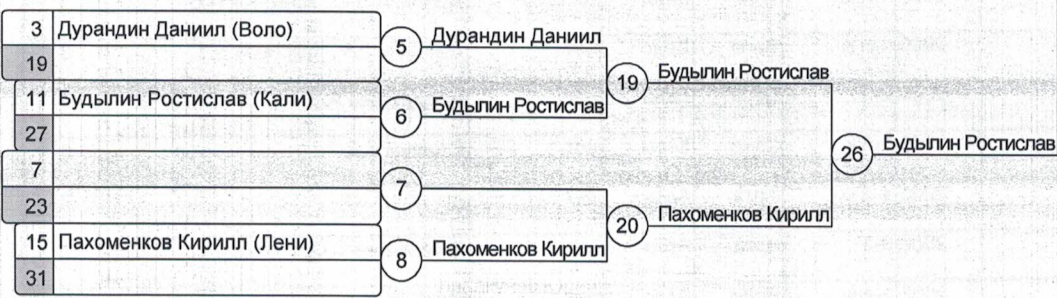 3 Дурандин Даниил (Воло)
19
11 Будылин Ростислав (Кали)
27
7
23
15 Пахоменков Кирилл (Лени)
31
5 Дурандин Даниил
6 Будылин Ростислав
7
8 Пахоменков Кирилл
19 Будылин Ростислав
20 Пахоменков Кирилл
26 Будылин Ростислав